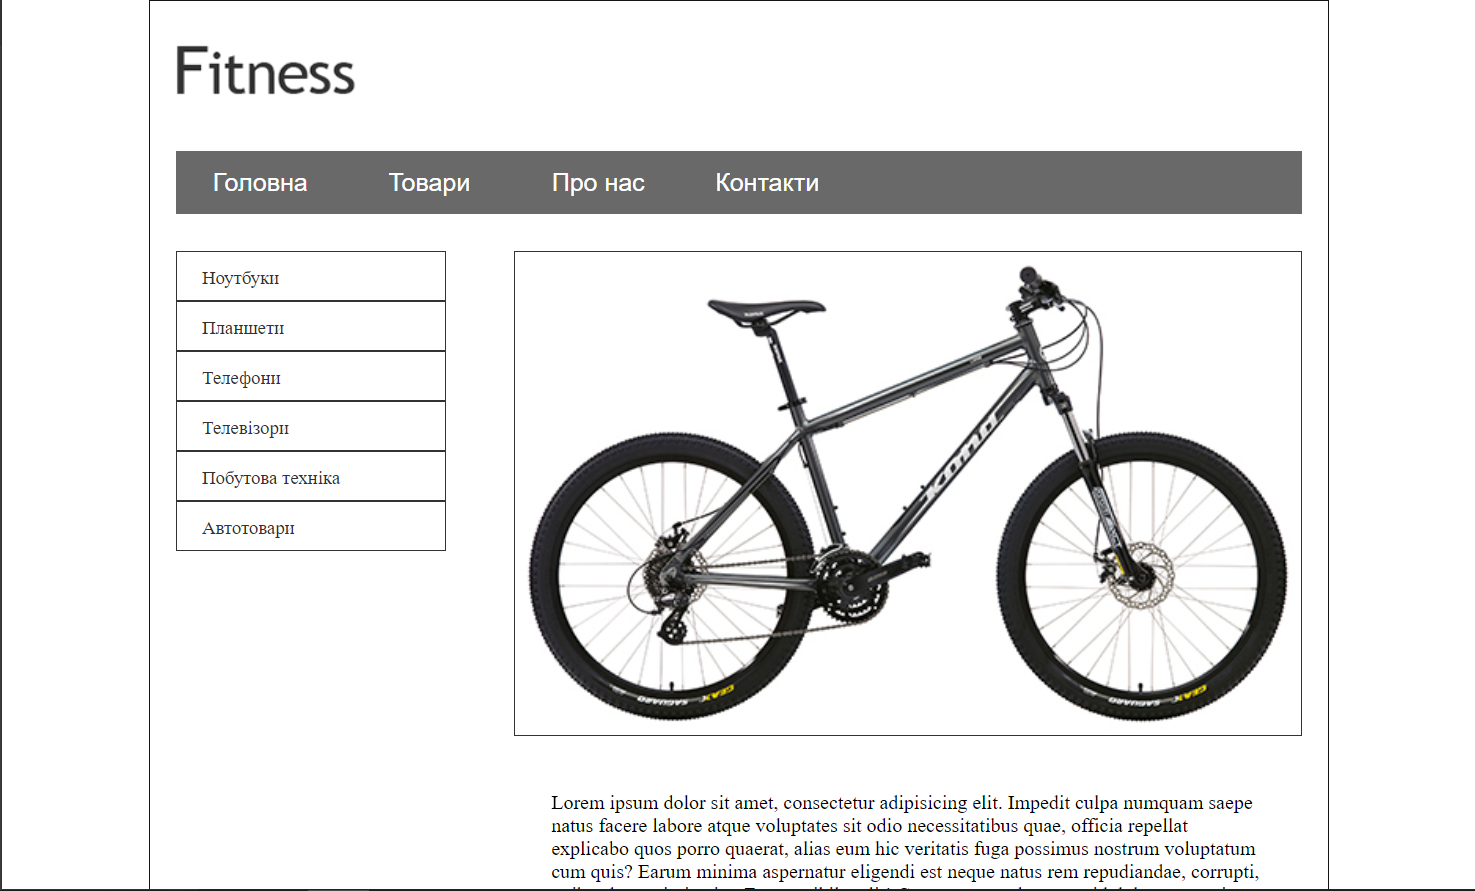 Fitness
Головна Товари Про нас Контакти
Ноутбуки
Планшети
Телефони
Телевізори
Побутова техніка
Автотовари
kona
GEAX
SAGUARO
SAGUARO
GEAX
Lorem ipsum dolor sit amet, consectetur adipisicing elit. Impedit culpa numquam saepe
natus facere labore atque voluptates sit odio necessitatibus quae, officia repellat
explicabo quos porro quaerat, alias eum hic veritatis fuga possimus nostrum voluptatum
cum quis? Earum minima aspernatur eligendi est neque natus rem repudiandae, corrupti,